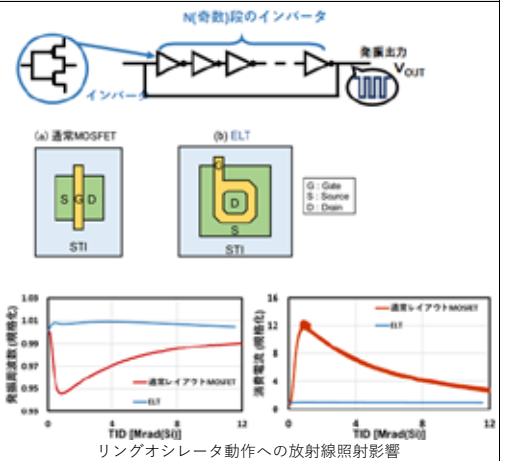 N(奇数)段のインバータ
発振出力
VOUT
インバータ
(a) 通常MOSFET
(b) ELT
S G D
STI
G
D
S
STI
G : Gate
S : Source
D : Drain
発振周波数 (規格化)
1.03
1.01
0.99
0.97
0.95
0.93
通常レイアウトMOSFET
ELT
0 4 8 12
TID [Mrad(Si)]
消費電流 (規格化)
16
12
8
4
0
通常レイアウトMOSFET
ELT
0 4 8 12
TID [Mrad(Si)]
リングオシレータ動作への放射線照射影響